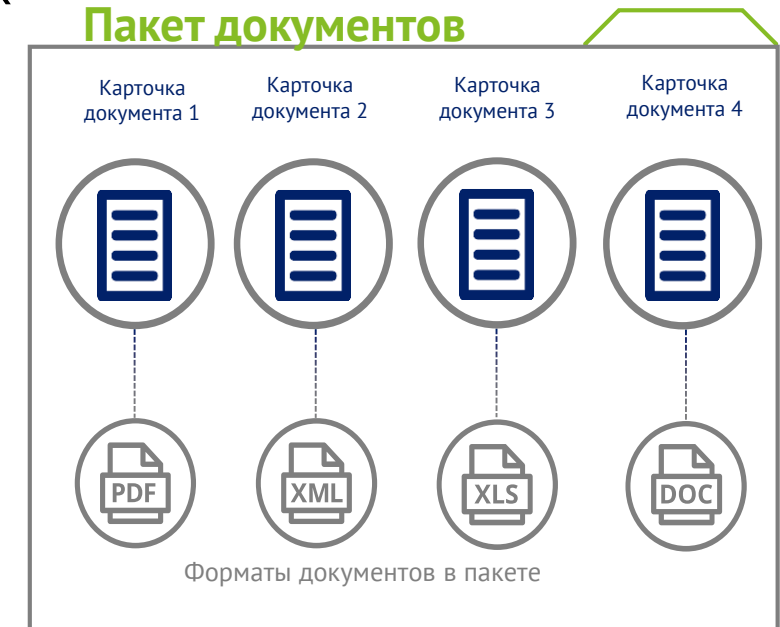 Пакет документов
Карточка
документа 1
Карточка
документа 2
Карточка
документа 3
Карточка
документа 4
PDF
XML
XLS
DOC
Форматы документов в пакете